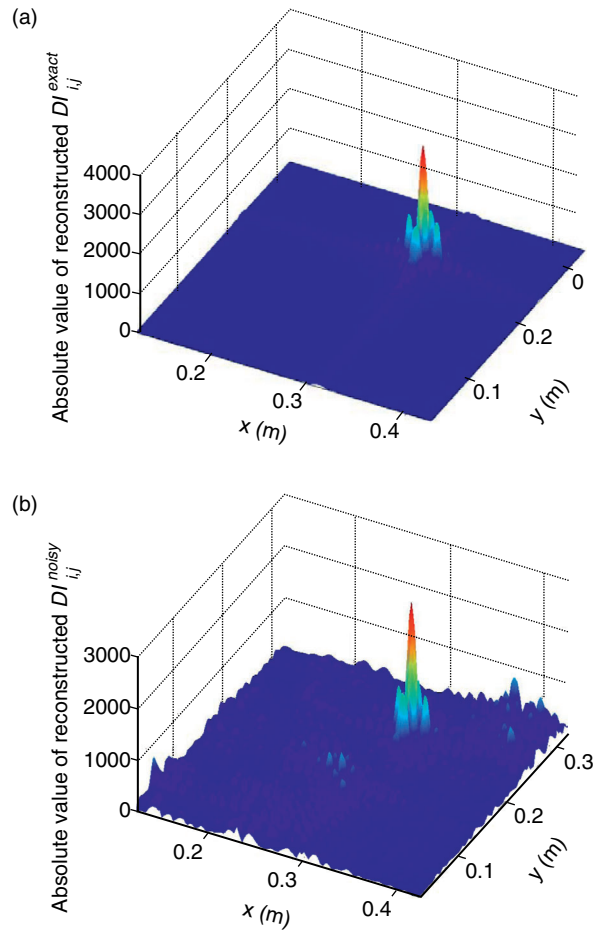 (a)
Absolute value of reconstructed DI i,j exact
4000
3000
2000
1000
0
0.2
0.3
0.4
x (m)
0
0.2
0.1
y (m)
(b)
Absolute value of reconstructed DI i,j noisy
3000
2000
1000
0
0.2
0.3
0.4
x (m)
0.3
0.2
0.1
y (m)